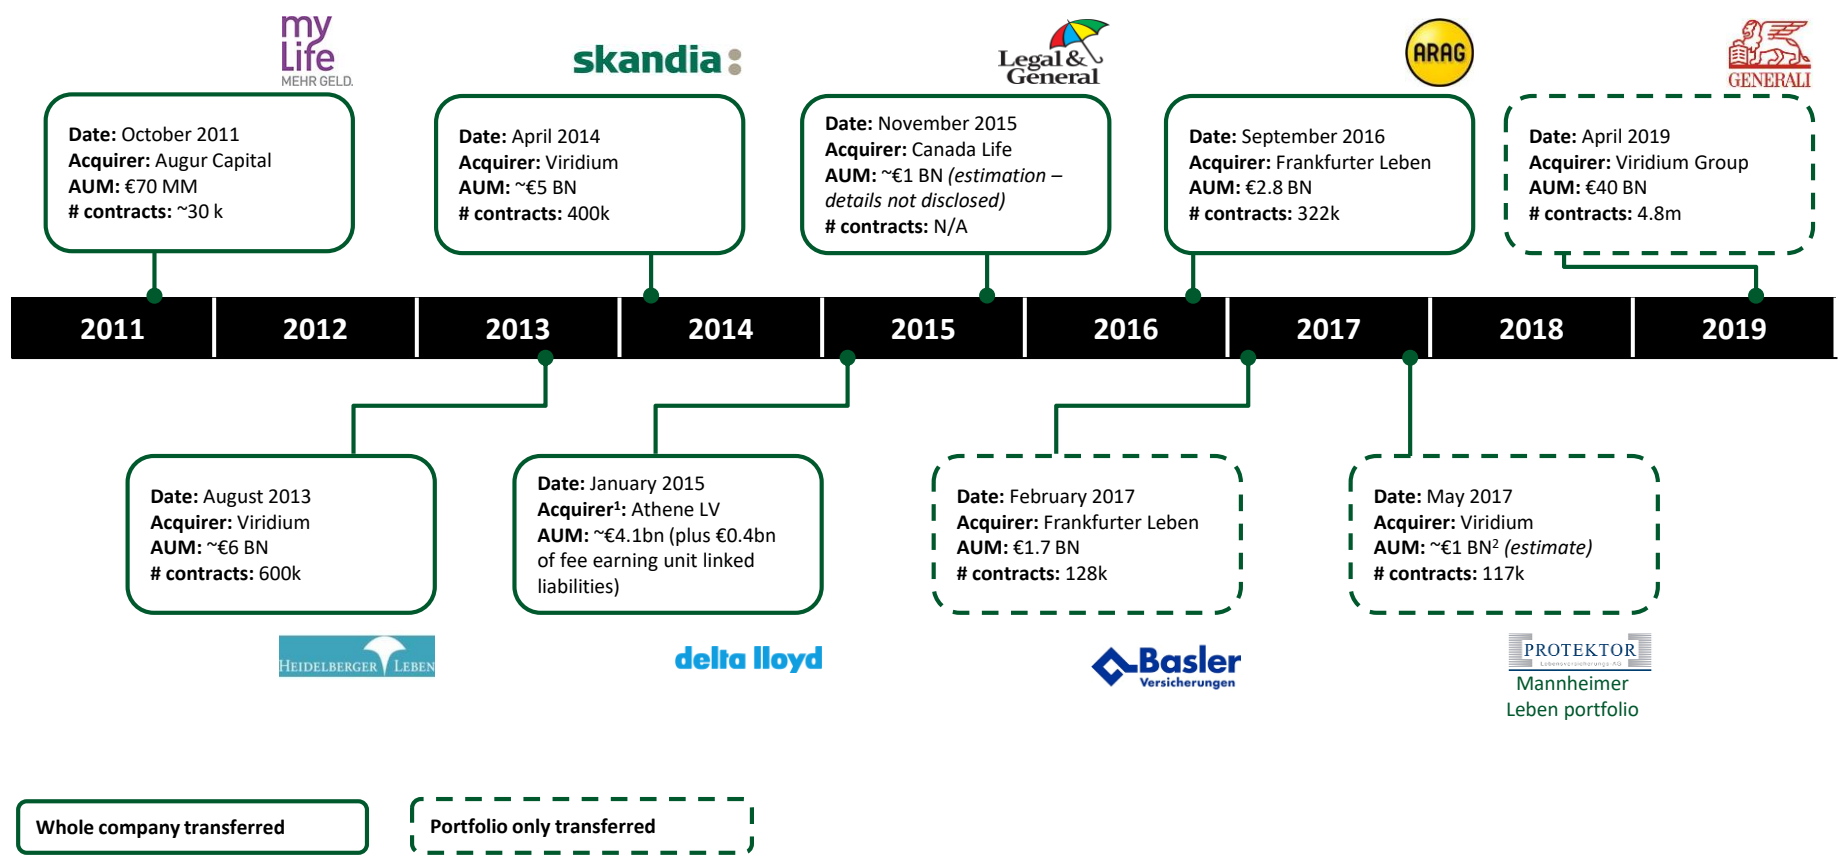 my
Life
MEHR GELD.
skandia:
Legal &
General
ARAG
GENERALI
Date: October 2011
Acquirer: Augur Capital
AUM: €70 MM
# contracts: ~30 k
Date: April 2014
Acquirer: Viridium
AUM: ~€5 BN
# contracts: 400k
Date: November 2015
Acquirer: Canada Life
AUM: ~€1 BN (estimation –
details not disclosed)
# contracts: N/A
Date: September 2016
Acquirer: Frankfurter Leben
AUM: €2.8 BN
# contracts: 322k
Date: April 2019
Acquirer: Viridium Group
AUM: €40 BN
# contracts: 4.8m
2011
2012
2013
2014
2015
2016
2017
2018
2019
Date: August 2013
Acquirer: Viridium
AUM: ~€6 BN
# contracts: 600k
Date: January 2015
Acquirer¹: Athene LV
AUM: ~€4.1bn (plus €0.4bn
of fee earning unit linked
liabilities)
Date: February 2017
Acquirer: Frankfurter Leben
AUM: €1.7 BN
# contracts: 128k
Date: May 2017
Acquirer: Viridium
AUM: ~€1 BN² (estimate)
# contracts: 117k
HEIDELBERGER LEBEN
delta lloyd
Basler
Versicherungen
PROTEKTOR
Lebensversicherungs-AG
Mannheimer
Leben portfolio
Whole company transferred
Portfolio only transferred